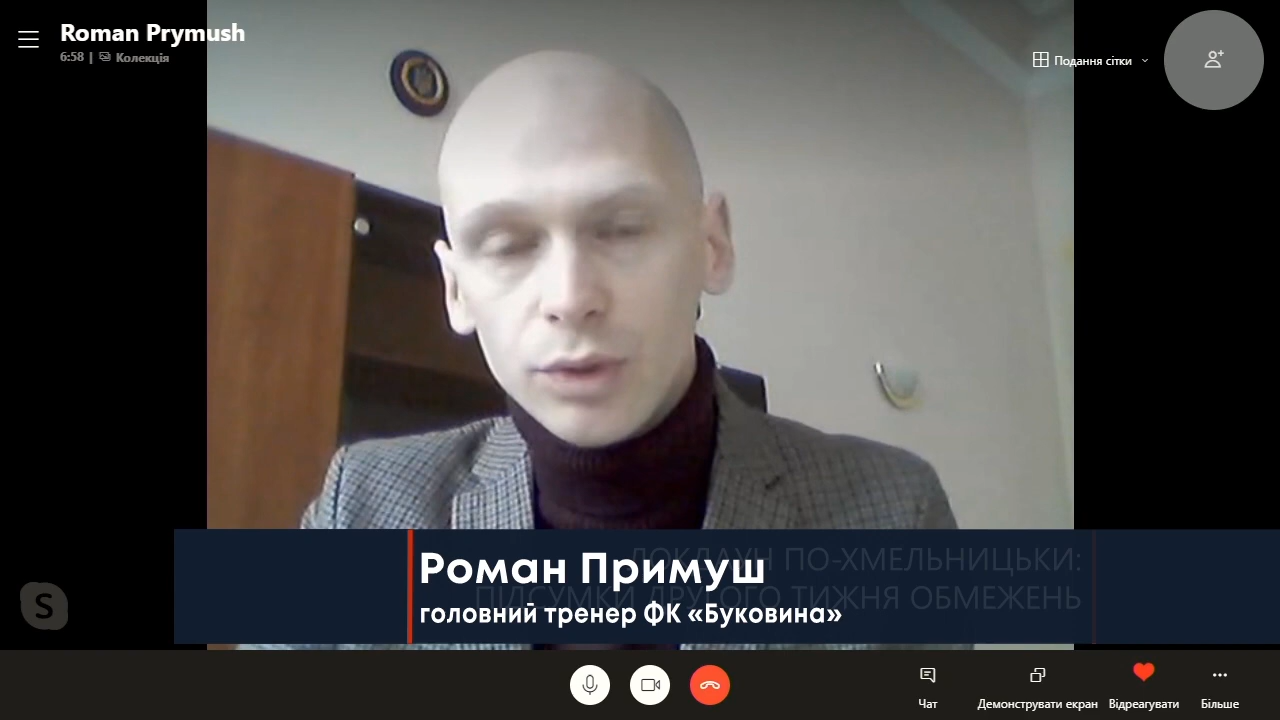 Roman Prymush
6:58 | Колекція
Подання сітки
ЛОКДАУН ПО-ХМЕЛЬНИЦЬКИ:
ПІДСУМКИ ДРУГОГО ТИЖНЯ ОБМЕЖЕНЬ
Роман Примуш
головний тренер ФК «Буковина»
S
Чат
Демонструвати екран
Відреагувати
Більше